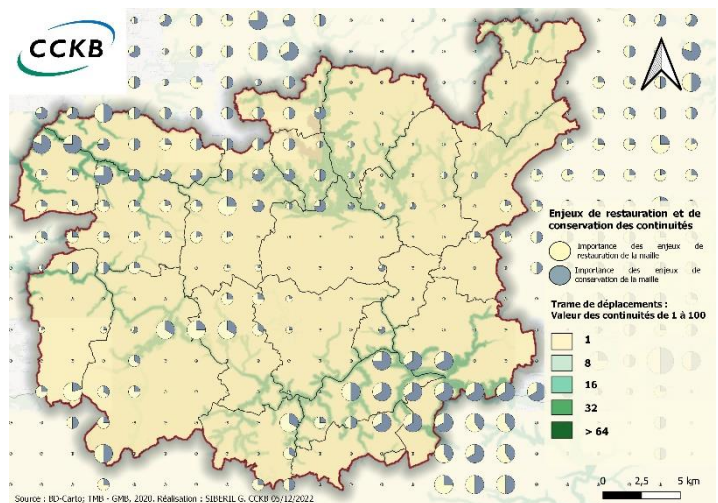 CCKB
Enjeux de restauration et de
conservation des continuités
Importance des enjeux de
restauration de la maille
Importance des enjeux de
conservation de la maille
Trame de déplacements :
Valeur des continuités de 1 à 100
1
8
16
32
> 64
0 2,5 5 km
Source : BD-Carto; TMB - GMB, 2020. Réalisation : SIBERIL G. CCKB 05/12/2022